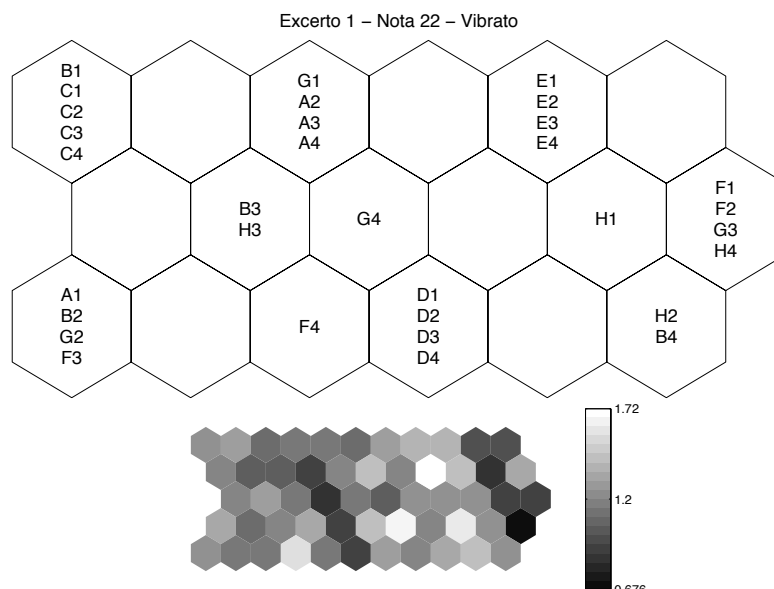 Excerto 1 – Nota 22 – Vibrato
B1
C1
C2
C3
C4
G1
A2
A3
A4
E1
E2
E3
E4
B3
H3
G4
H1
F1
F2
G3
H4
A1
B2
G2
F3
F4
D1
D2
D3
D4
H2
B4
1.72
1.2
0.676